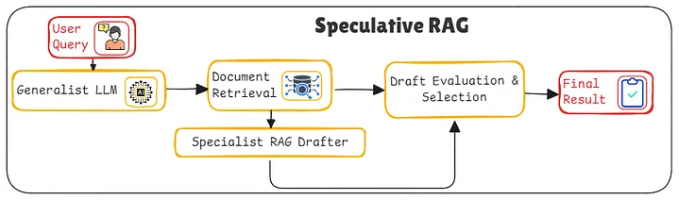 Speculative RAG
User
Query
Generalist LLM
Document
Retrieval
Specialist RAG Drafter
Draft Evaluation &
Selection
Final
Result